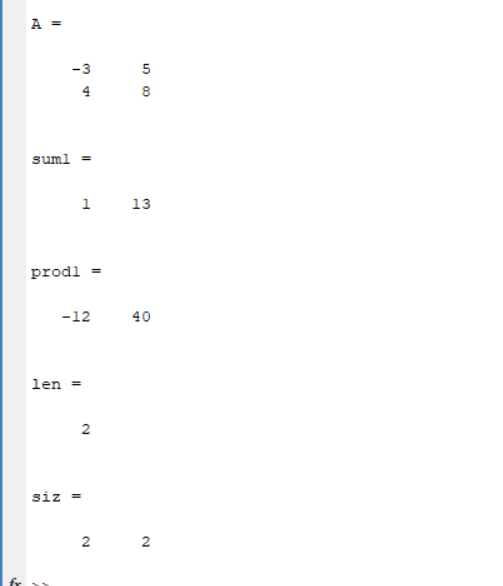 A =
-3 5
4 8
sum1 =
1 13
prod1 =
-12 40
len =
2
siz =
2 2
fx >>